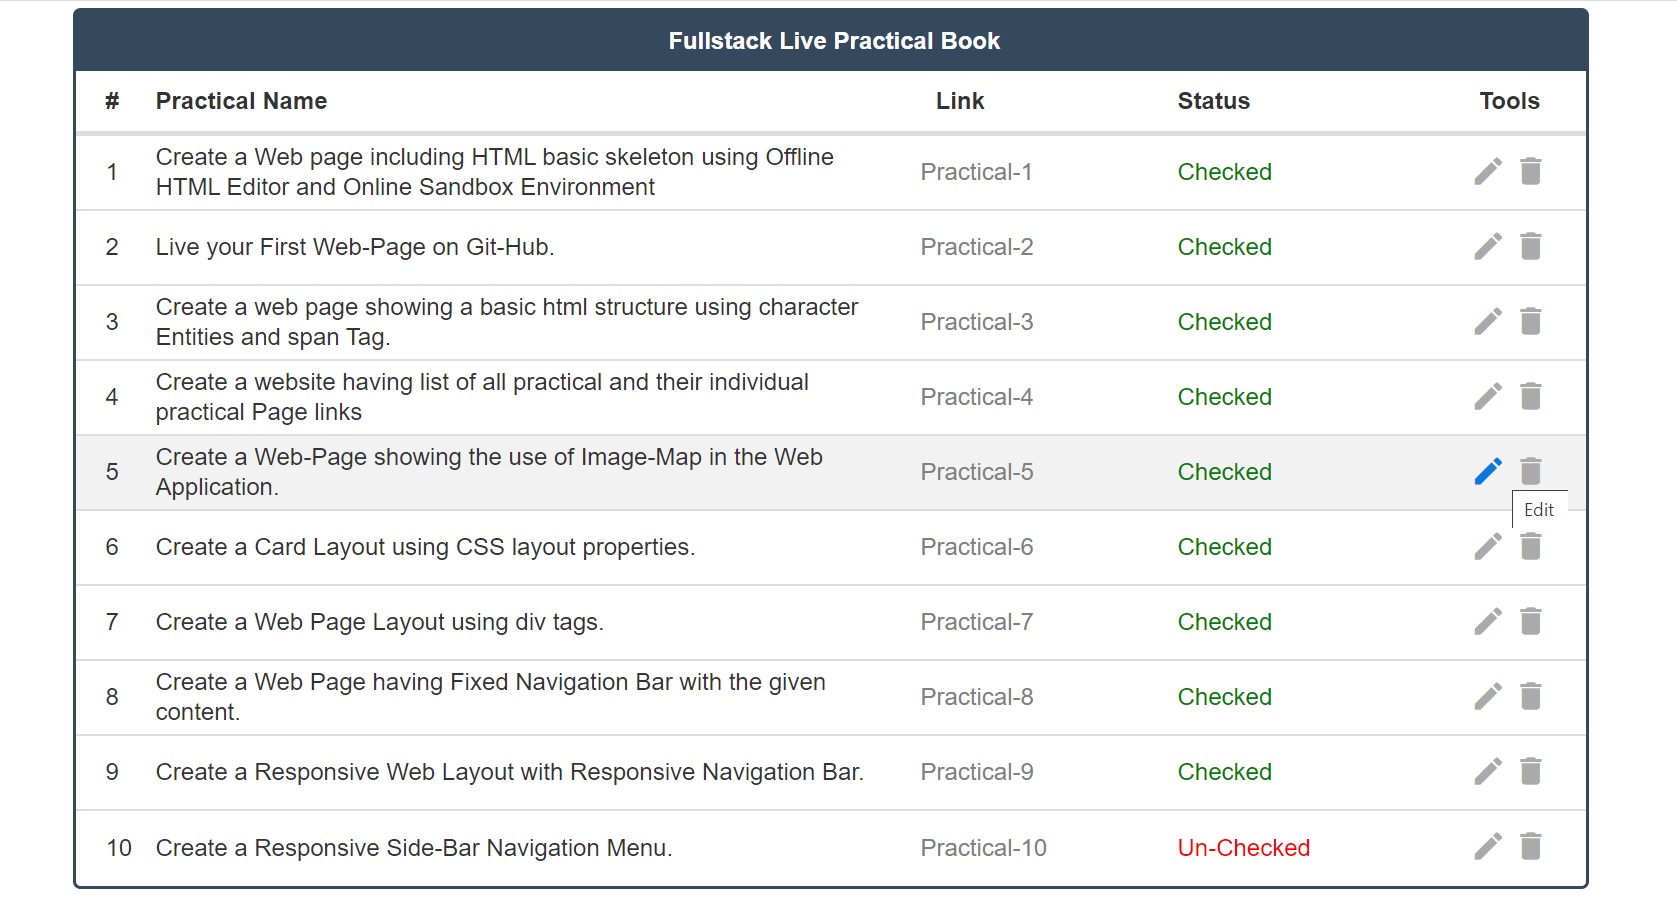 Fullstack Live Practical Book
# Practical Name Link Status Tools
1 Create a Web page including HTML basic skeleton using Offline
HTML Editor and Online Sandbox Environment Practical-1 Checked
2 Live your First Web-Page on Git-Hub. Practical-2 Checked
3 Create a web page showing a basic html structure using character
Entities and span Tag. Practical-3 Checked
4 Create a website having list of all practical and their individual
practical Page links Practical-4 Checked
5 Create a Web-Page showing the use of Image-Map in the Web
Application. Practical-5 Checked
Edit
6 Create a Card Layout using CSS layout properties. Practical-6 Checked
7 Create a Web Page Layout using div tags. Practical-7 Checked
8 Create a Web Page having Fixed Navigation Bar with the given
content. Practical-8 Checked
9 Create a Responsive Web Layout with Responsive Navigation Bar. Practical-9 Checked
10 Create a Responsive Side-Bar Navigation Menu. Practical-10 Un-Checked